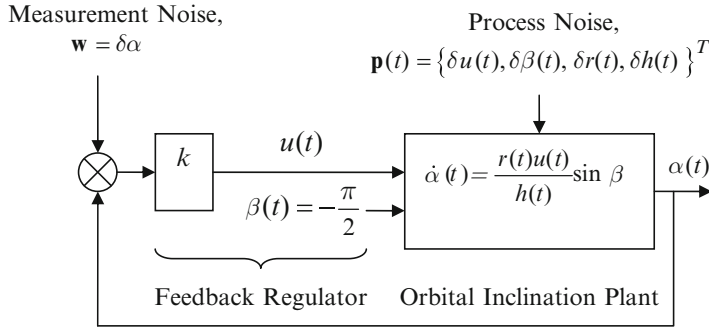 Measurement Noise,
w = δα
Process Noise,
p(t) = {δu(t), δβ(t), δr(t), δh(t)}^T
k
u(t)
β(t) = −π/2
α̇(t) = r(t)u(t)/h(t) sin β
α(t)
Feedback Regulator
Orbital Inclination Plant